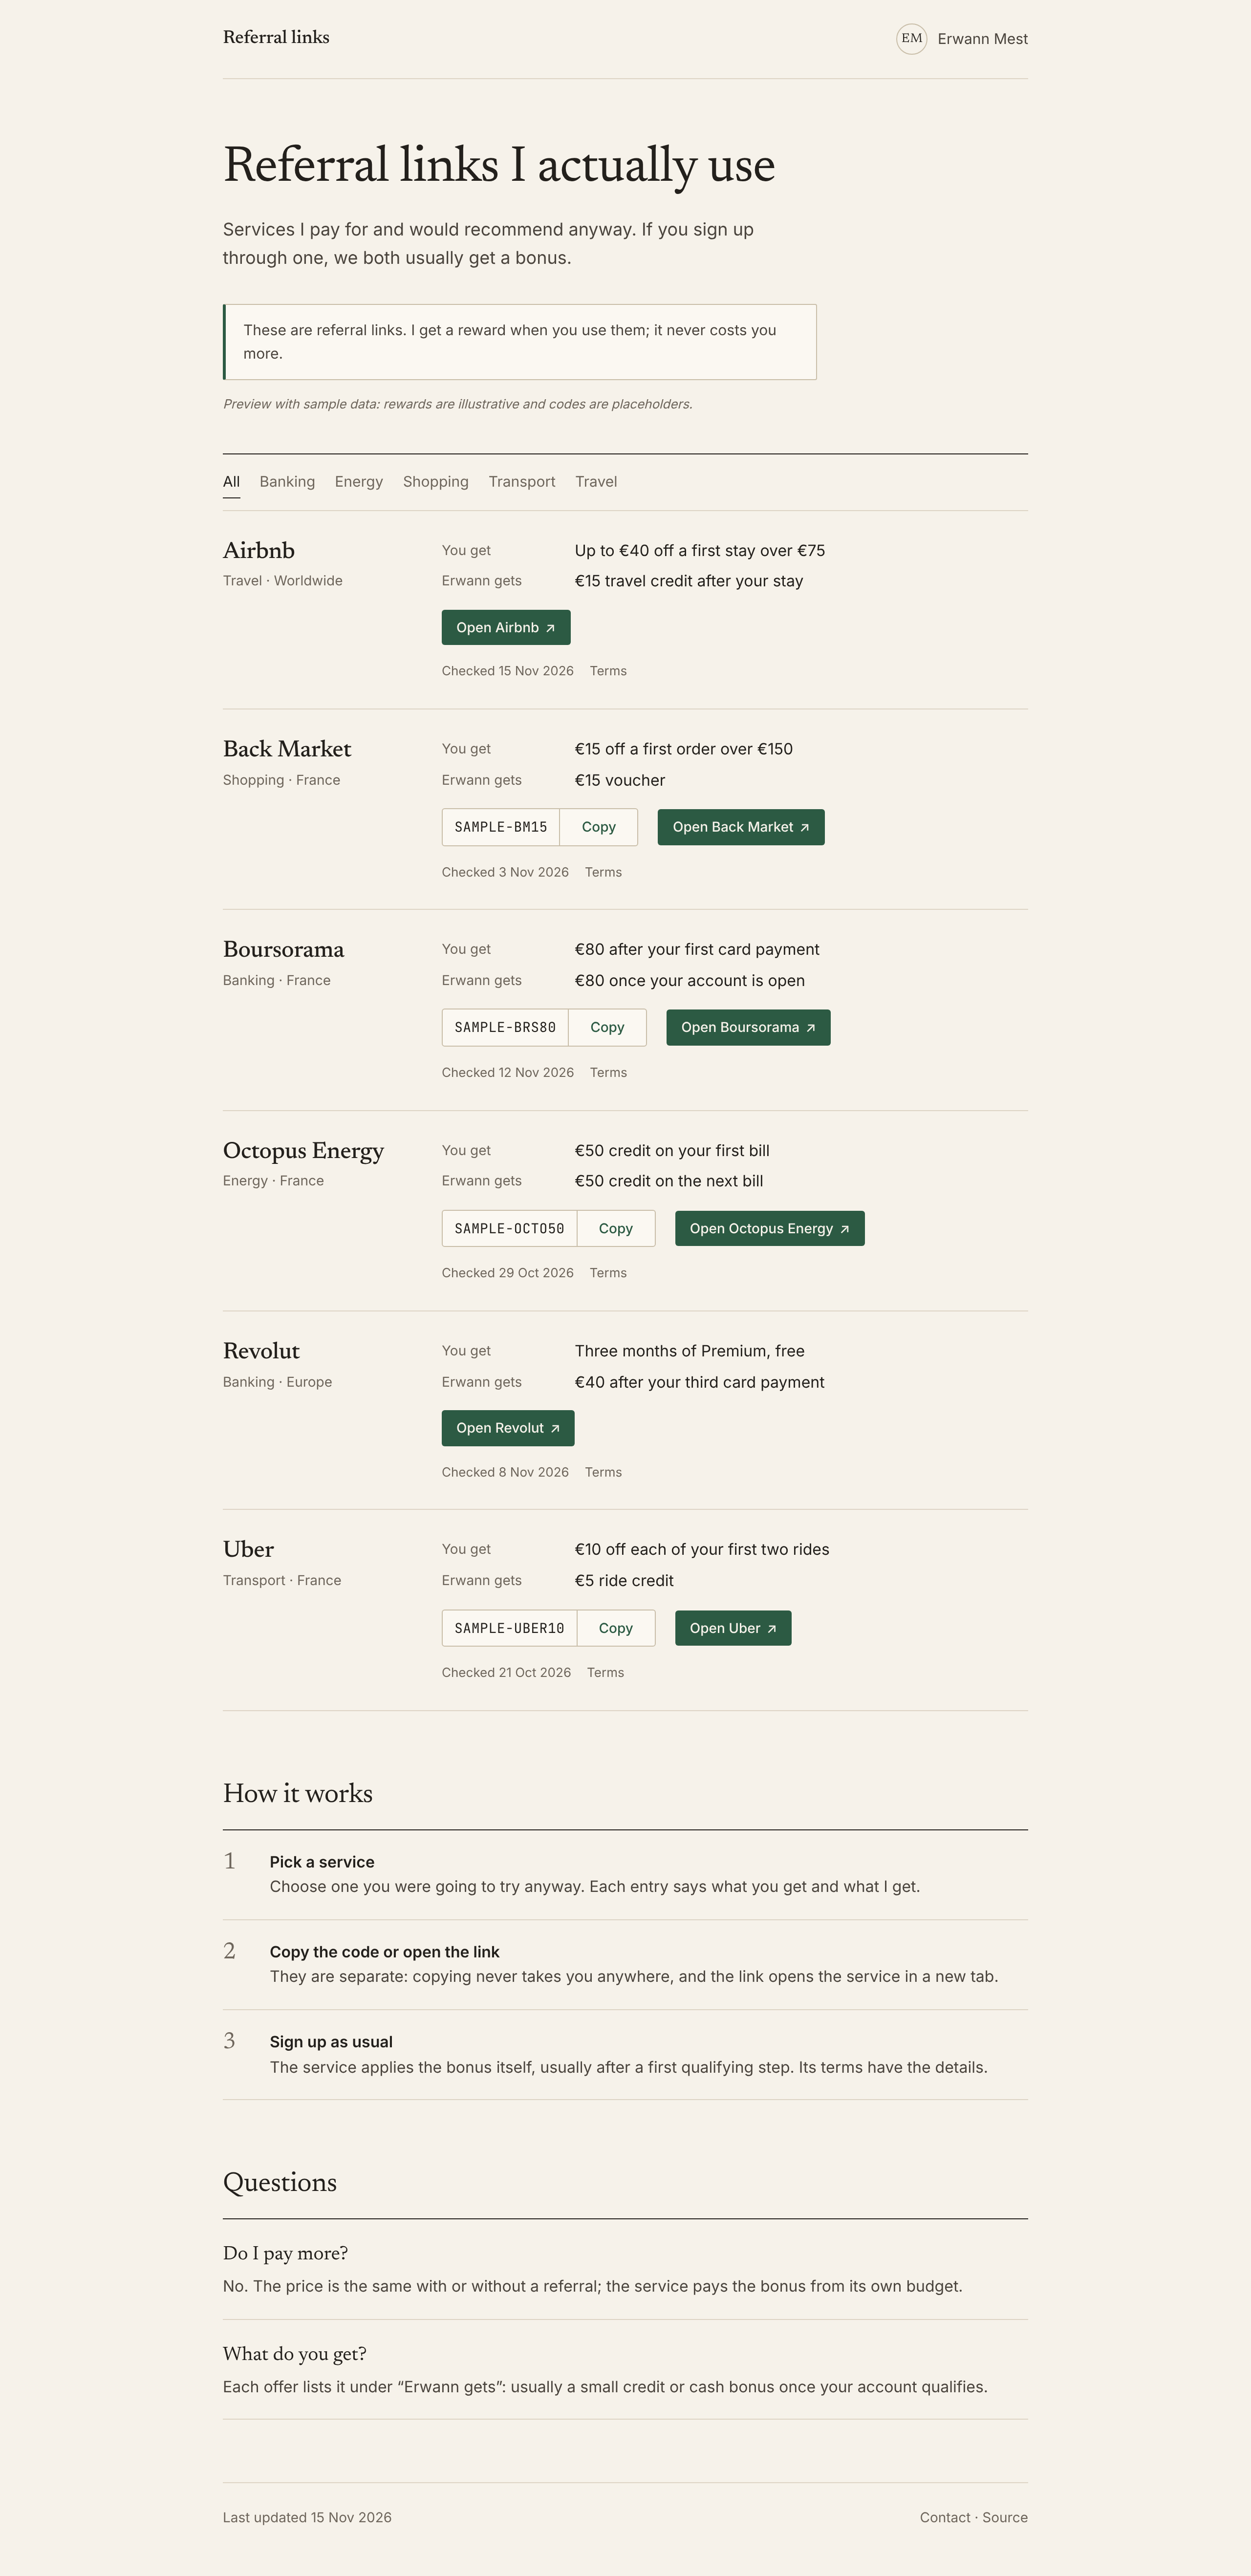 Referral links
EM Erwann Mest
Referral links I actually use
Services I pay for and would recommend anyway. If you sign up
through one, we both usually get a bonus.
These are referral links. I get a reward when you use them; it never costs you
more.
Preview with sample data: rewards are illustrative and codes are placeholders.
All Banking Energy Shopping Transport Travel
Airbnb
Travel · Worldwide
You get Up to €40 off a first stay over €75
Erwann gets €15 travel credit after your stay
Open Airbnb ↗
Checked 15 Nov 2026 Terms
Back Market
Shopping · France
You get €15 off a first order over €150
Erwann gets €15 voucher
SAMPLE-BM15 Copy Open Back Market ↗
Checked 3 Nov 2026 Terms
Boursorama
Banking · France
You get €80 after your first card payment
Erwann gets €80 once your account is open
SAMPLE-BRS80 Copy Open Boursorama ↗
Checked 12 Nov 2026 Terms
Octopus Energy
Energy · France
You get €50 credit on your first bill
Erwann gets €50 credit on the next bill
SAMPLE-OCTO50 Copy Open Octopus Energy ↗
Checked 29 Oct 2026 Terms
Revolut
Banking · Europe
You get Three months of Premium, free
Erwann gets €40 after your third card payment
Open Revolut ↗
Checked 8 Nov 2026 Terms
Uber
Transport · France
You get €10 off each of your first two rides
Erwann gets €5 ride credit
SAMPLE-UBER10 Copy Open Uber ↗
Checked 21 Oct 2026 Terms
How it works
1 Pick a service
Choose one you were going to try anyway. Each entry says what you get and what I get.
2 Copy the code or open the link
They are separate: copying never takes you anywhere, and the link opens the service in a new tab.
3 Sign up as usual
The service applies the bonus itself, usually after a first qualifying step. Its terms have the details.
Questions
Do I pay more?
No. The price is the same with or without a referral; the service pays the bonus from its own budget.
What do you get?
Each offer lists it under “Erwann gets”: usually a small credit or cash bonus once your account qualifies.
Last updated 15 Nov 2026 Contact · Source